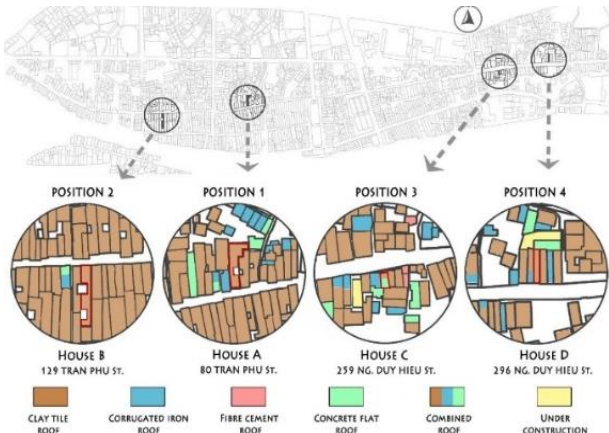 POSITION 2
POSITION 1
POSITION 3
POSITION 4
HOUSE B
129 TRAN PHU ST.
HOUSE A
80 TRAN PHU ST.
HOUSE C
259 NG. DUY HIEU ST.
HOUSE D
296 NG. DUY HIEU ST.
CLAY TILE
ROOF
CORRUGATED IRON
ROOF
FIBRE CEMENT
ROOF
CONCRETE FLAT
ROOF
COMBINED
ROOF
UNDER
CONSTRUCTION